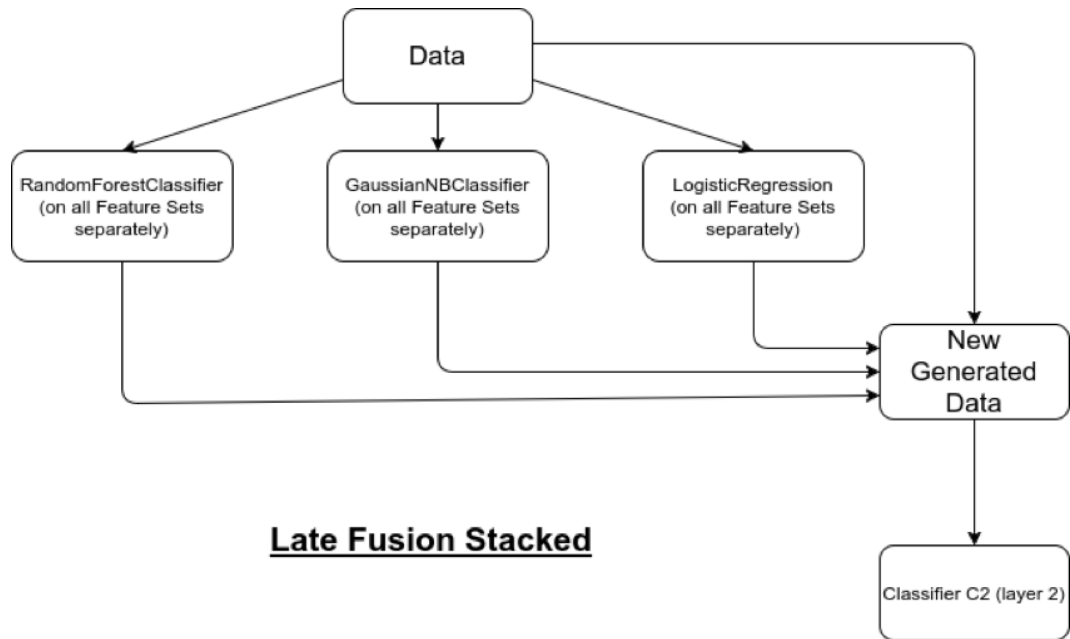 Data
RandomForestClassifier
(on all Feature Sets
separately)
GaussianNBClassifier
(on all Feature Sets
separately)
LogisticRegression
(on all Feature Sets
separately)
New
Generated
Data
Late Fusion Stacked
Classifier C2 (layer 2)